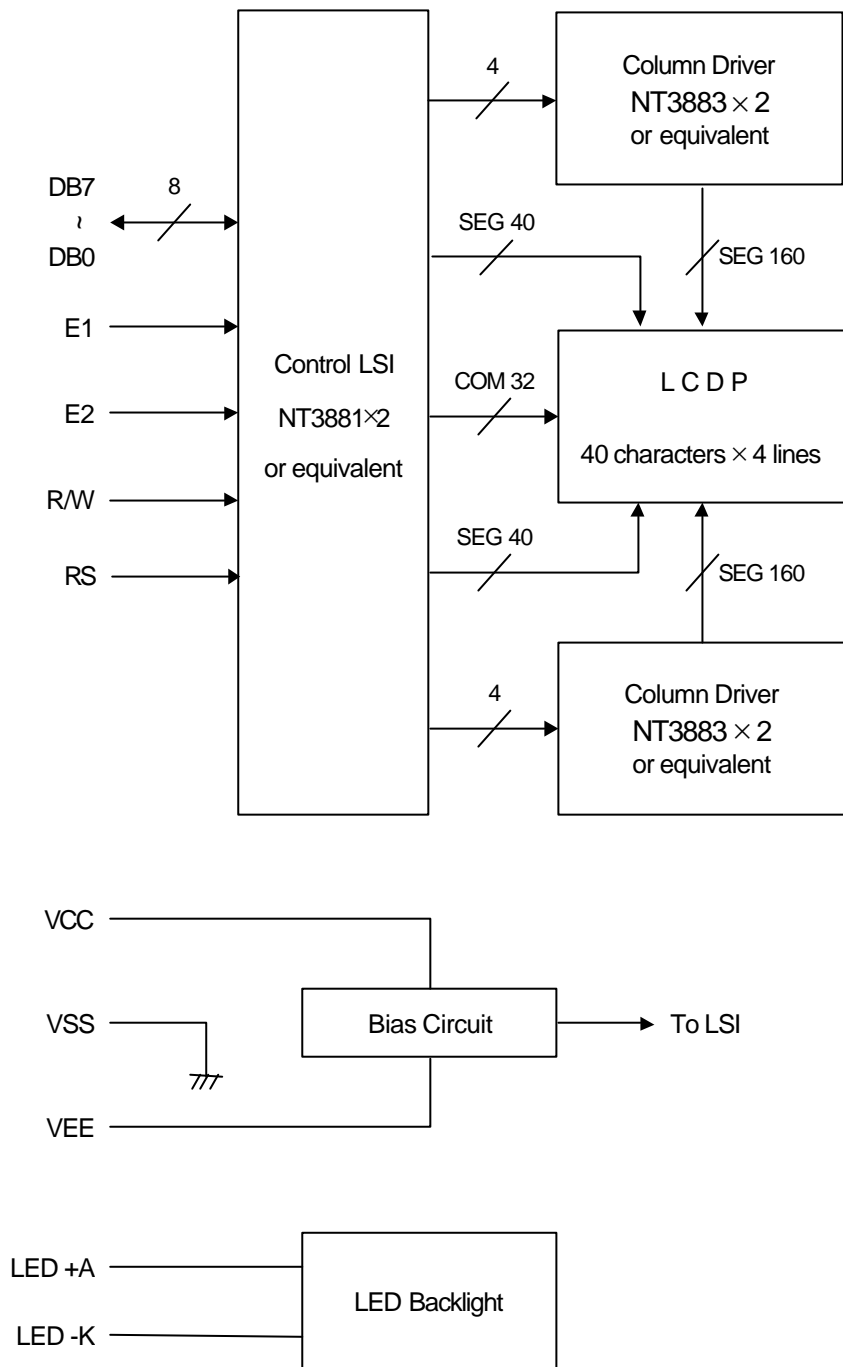 4
Column Driver
NT3883 × 2
or equivalent
DB7
~
DB0
8
SEG 40
SEG 160
E1
E2
R/W
RS
Control LSI
NT3881×2
or equivalent
COM 32
L C D P
40 characters × 4 lines
SEG 40
SEG 160
4
Column Driver
NT3883 × 2
or equivalent
VCC
VSS
VEE
Bias Circuit
To LSI
LED +A
LED -K
LED Backlight